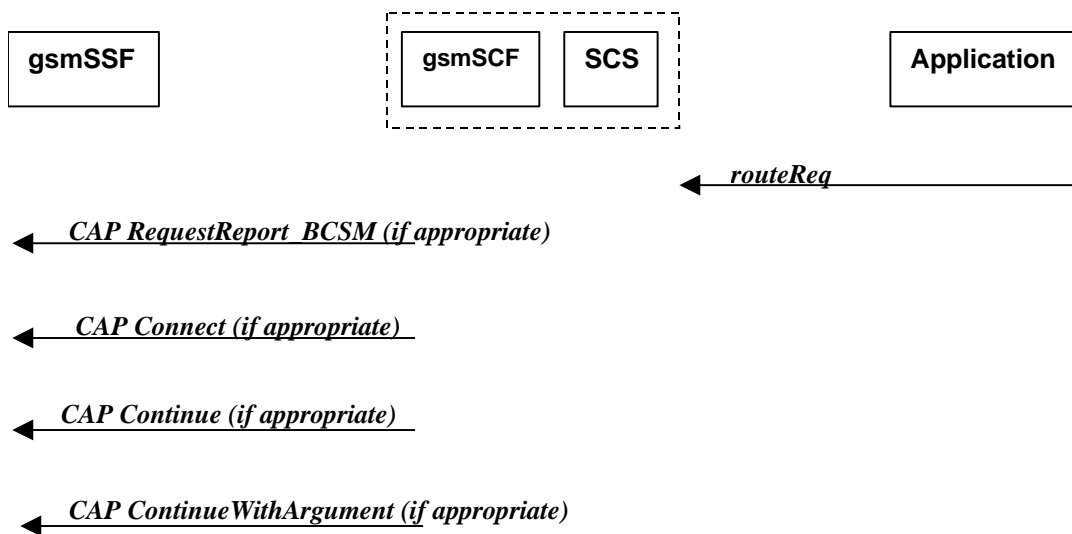 gsmSSF
gsmSCF
SCS
Application
routeReq
CAP RequestReport_BCSM (if appropriate)
CAP Connect (if appropriate)
CAP Continue (if appropriate)
CAP ContinueWithArgument (if appropriate)